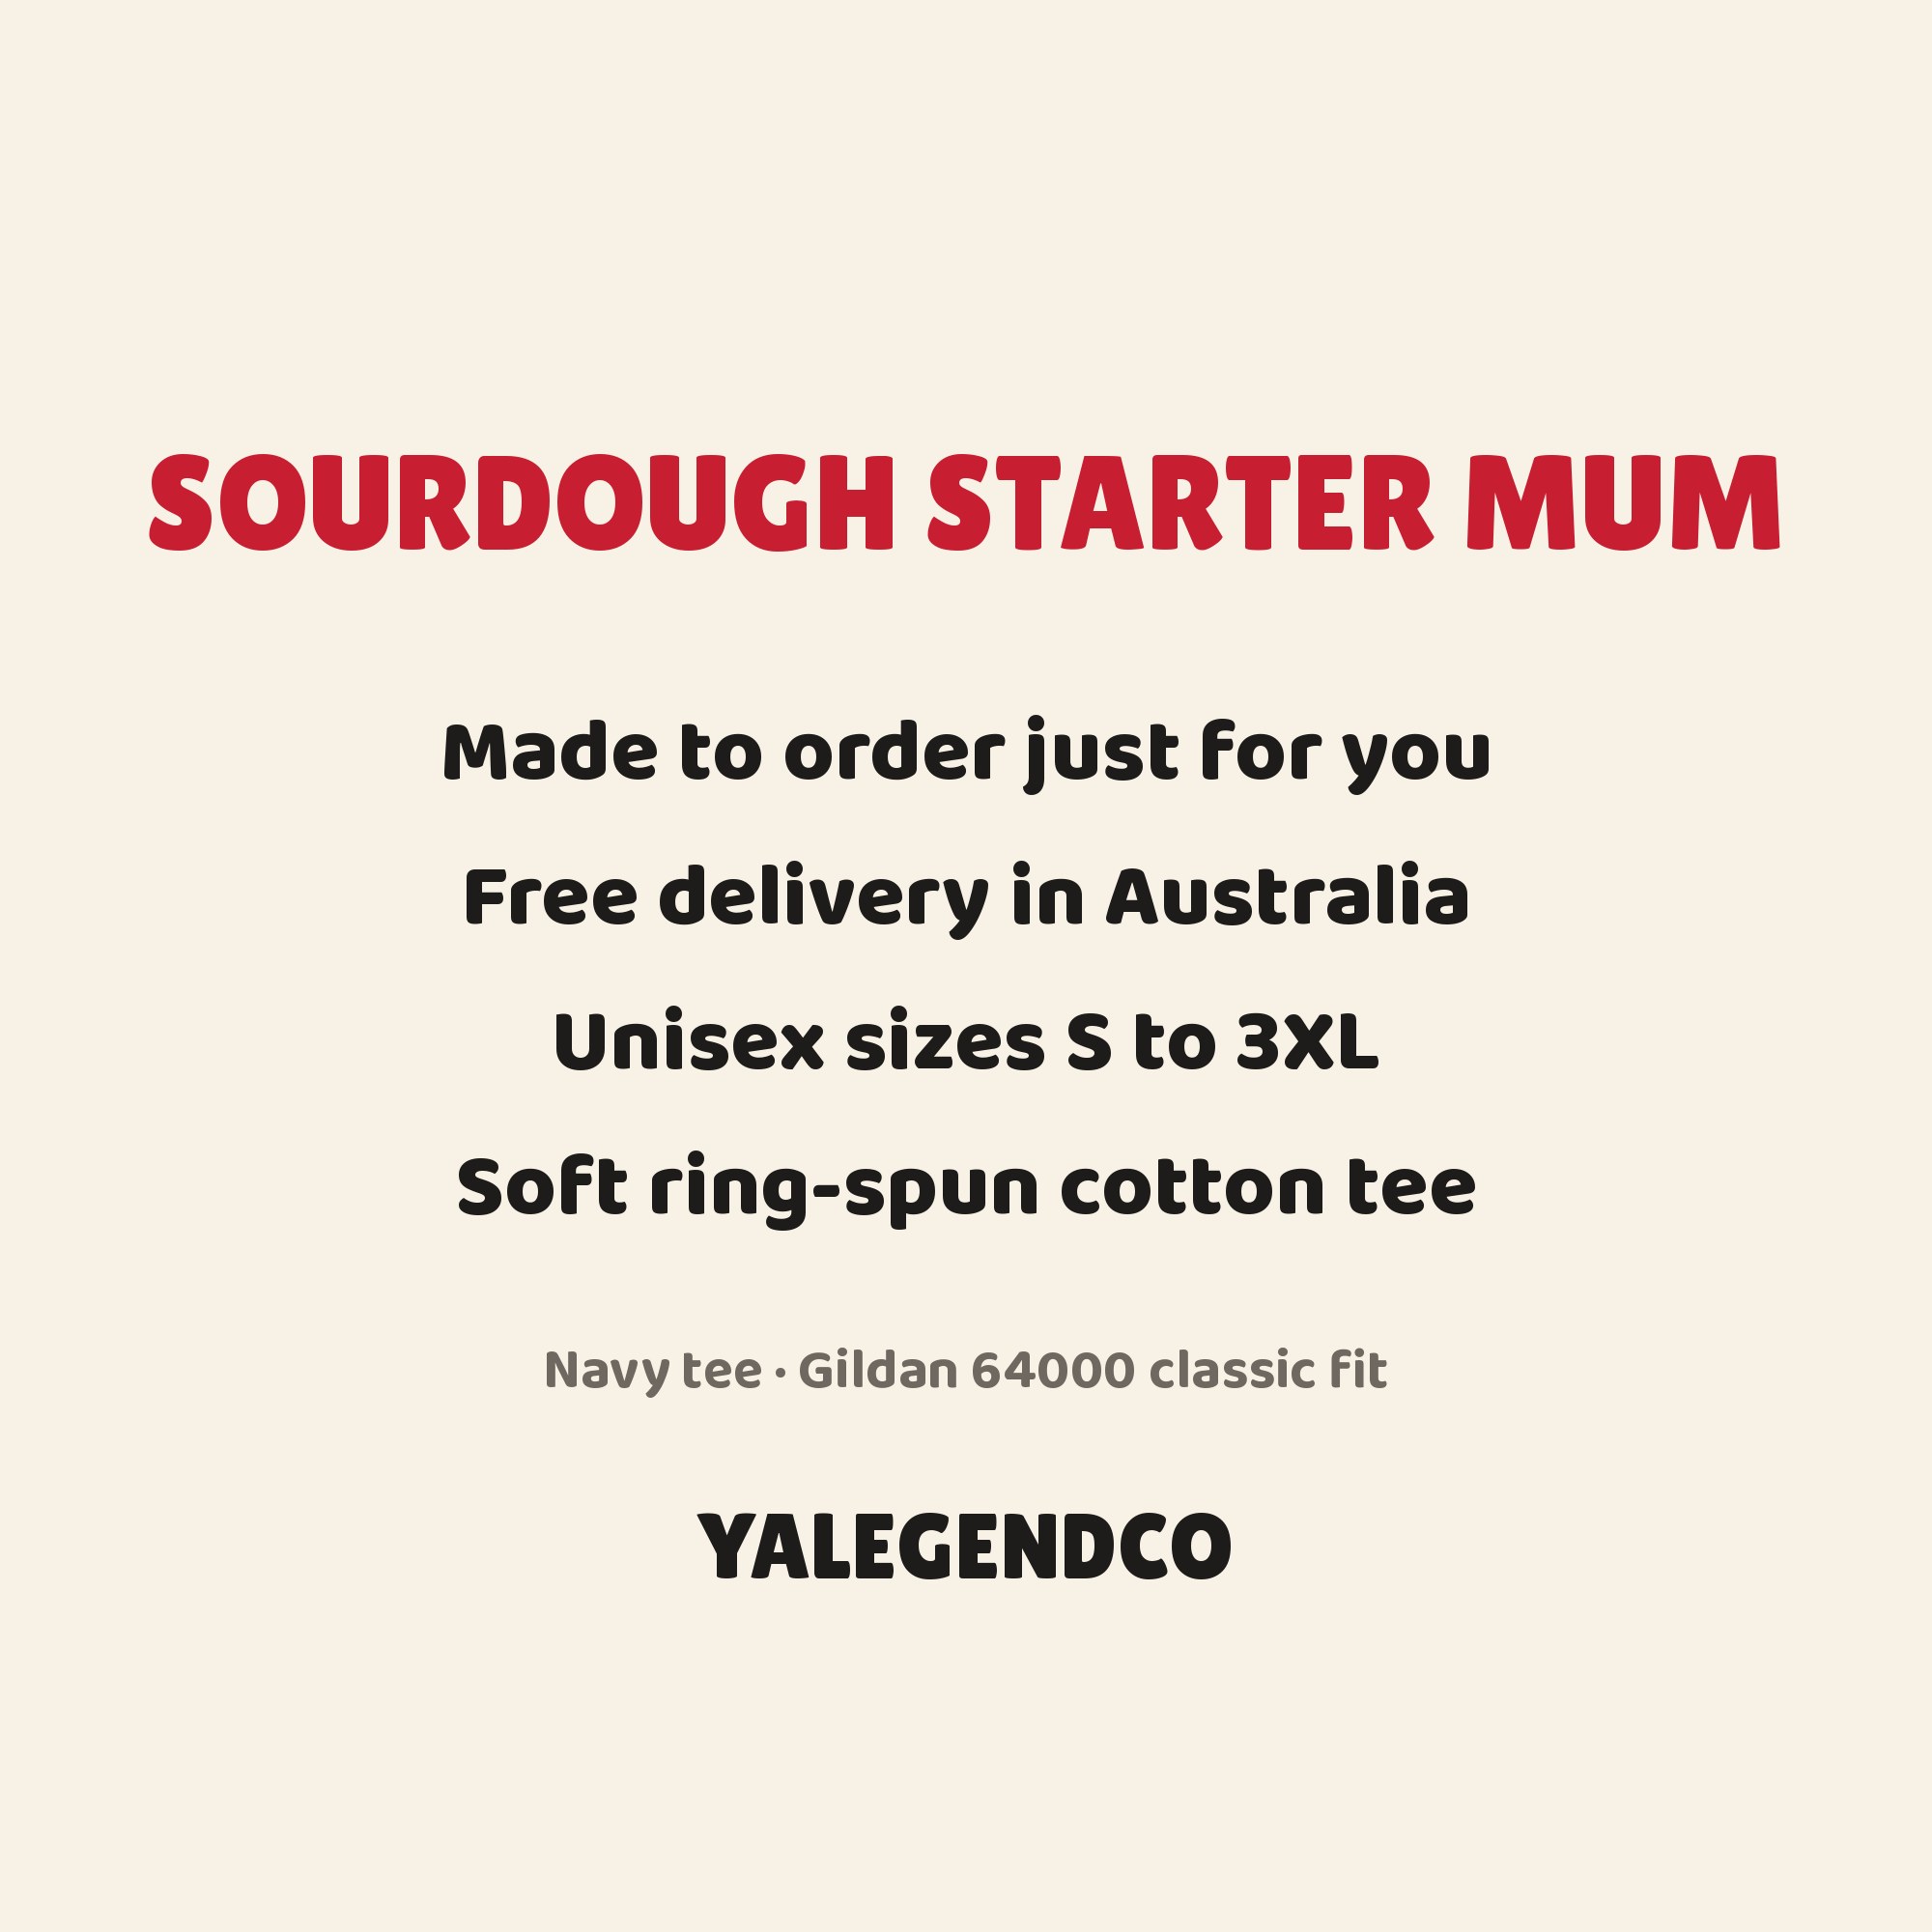 SOURDOUGH STARTER MUM
Made to order just for you
Free delivery in Australia
Unisex sizes S to 3XL
Soft ring-spun cotton tee
Navy tee · Gildan 64000 classic fit
YALEGENDCO